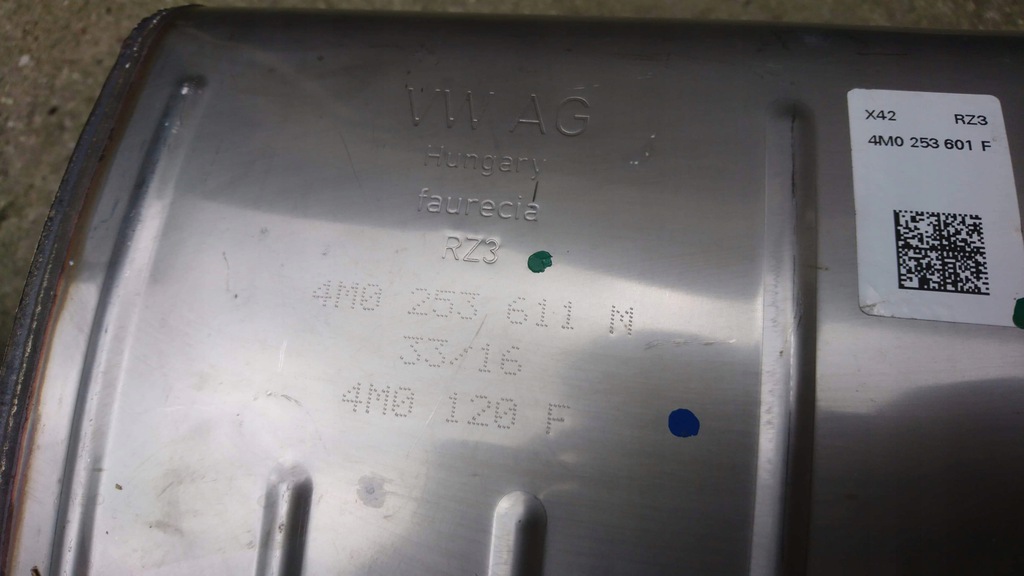 VW AG
Hungary
faurecia
RZ3
4M0 253 611 M
33/16
4M0 120 F
X42 RZ3
4M0 253 601 F